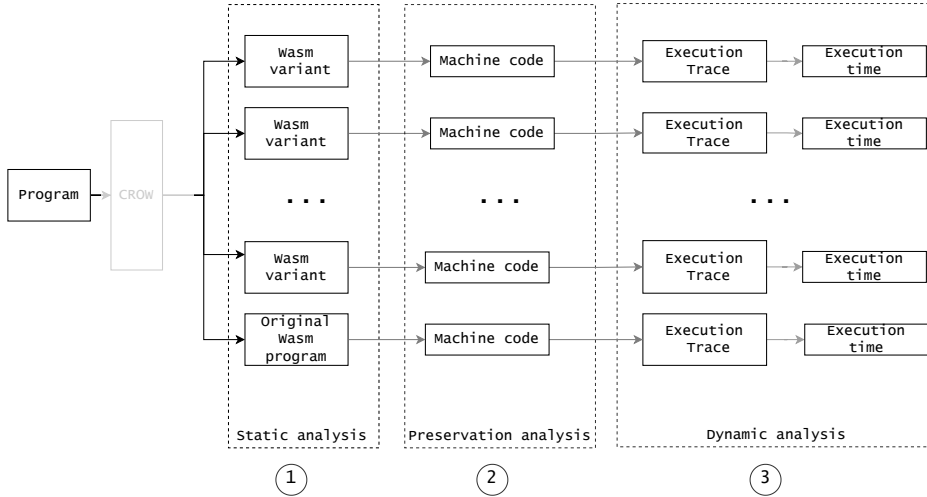 Program
CROW
Wasm
variant
Machine code
Execution
Trace
Execution
time
Wasm
variant
Machine code
Execution
Trace
Execution
time
...
...
...
Wasm
variant
Machine code
Execution
Trace
Execution
time
Original
Wasm
program
Machine code
Execution
Trace
Execution
time
Static analysis
Preservation analysis
Dynamic analysis
1
2
3